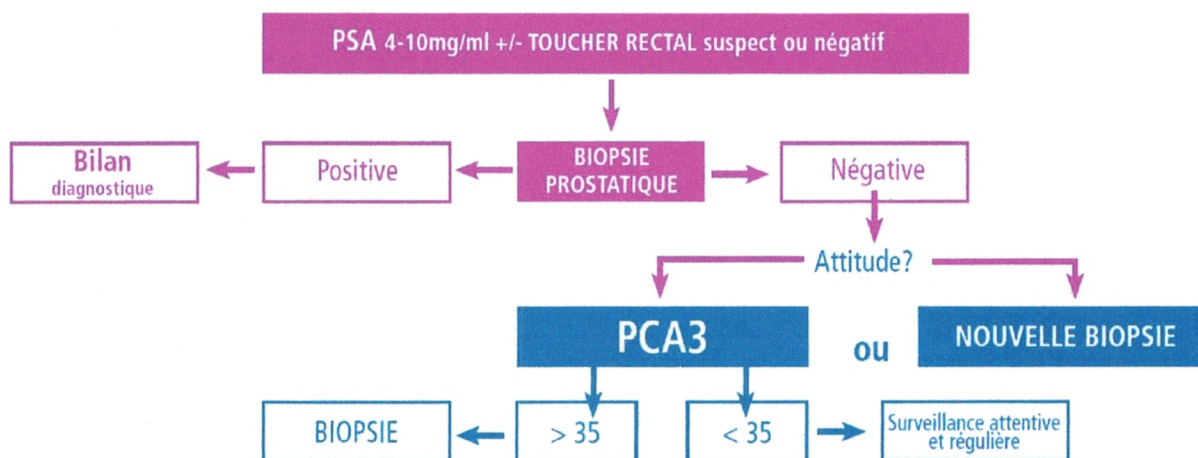 PSA 4-10mg/ml +/- TOUCHER RECTAL suspect ou négatif
Bilan
diagnostique
Positive
BIOPSIE
PROSTATIQUE
Négative
Attitude?
PCA3
ou
NOUVELLE BIOPSIE
BIOPSIE
> 35
< 35
Surveillance attentive
et régulière